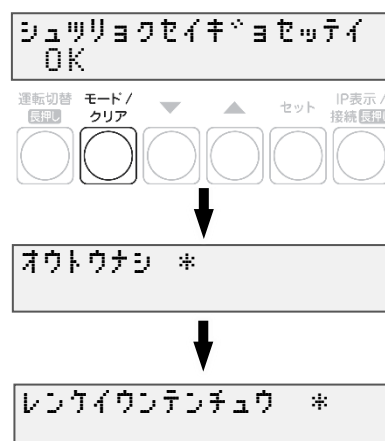 シュツリョクセイギョセッテイ
OK
運転切替 モード/ ▼ ▲ セット IP表示/
長押し クリア 接続長押し
オウトウナシ *
レンケイウンテンチュウ *